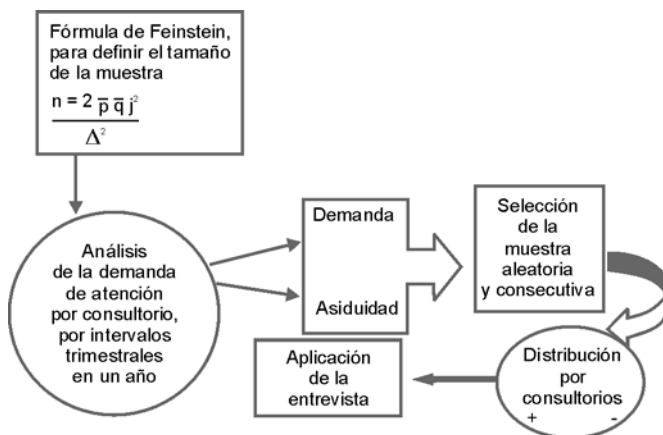 Fórmula de Feinstein,
para definir el tamaño
de la muestra
n = 2 p̅ q̅ j²
Δ²
Análisis
de la demanda
de atención
por consultorio,
por intervalos
trimestrales
en un año
Demanda
Asiduidad
Selección
de la
muestra
aleatoria
y consecutiva
Distribución
por
consultorios
+ -
Aplicación
de la
entrevista